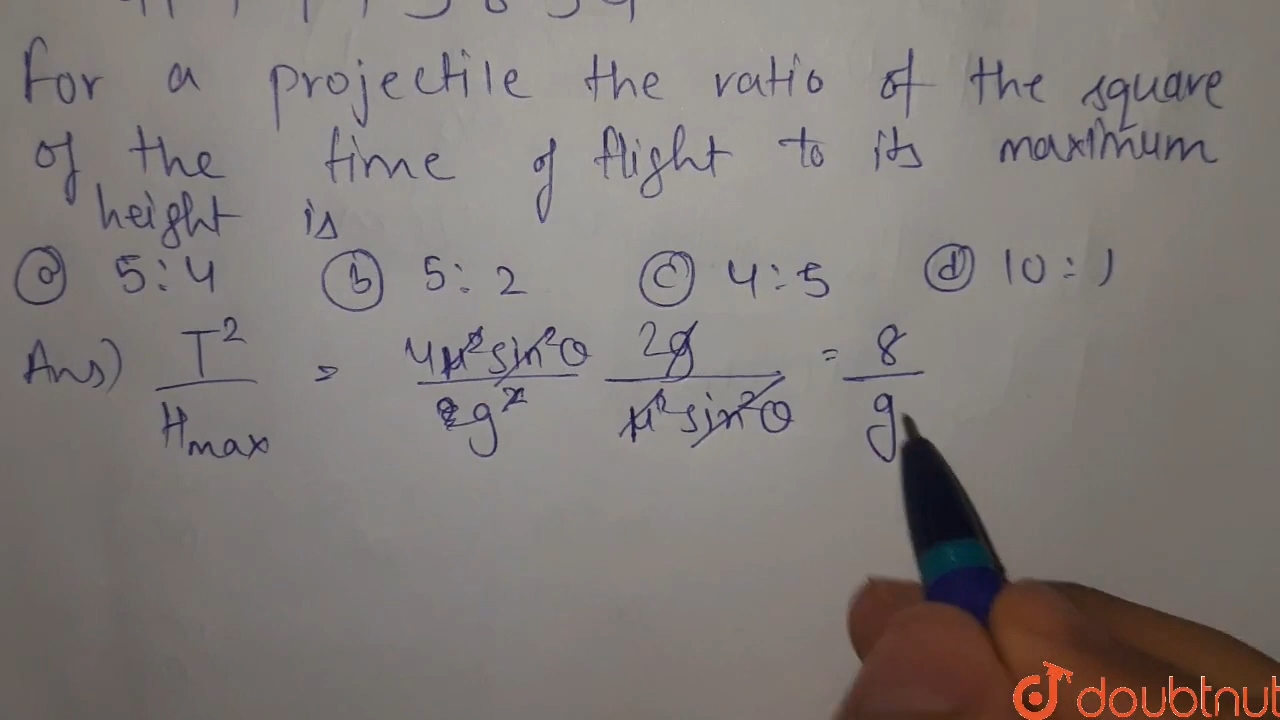 For a projectile the ratio of the square
of the time of flight to its maximum
height is
(a) 5:4 (b) 5:2 (c) 4:5 (d) 10:1
Ans) T²/Hmax = 4u²sin²θ/g² 2g/u²sin²θ = 8/g
doubtnut